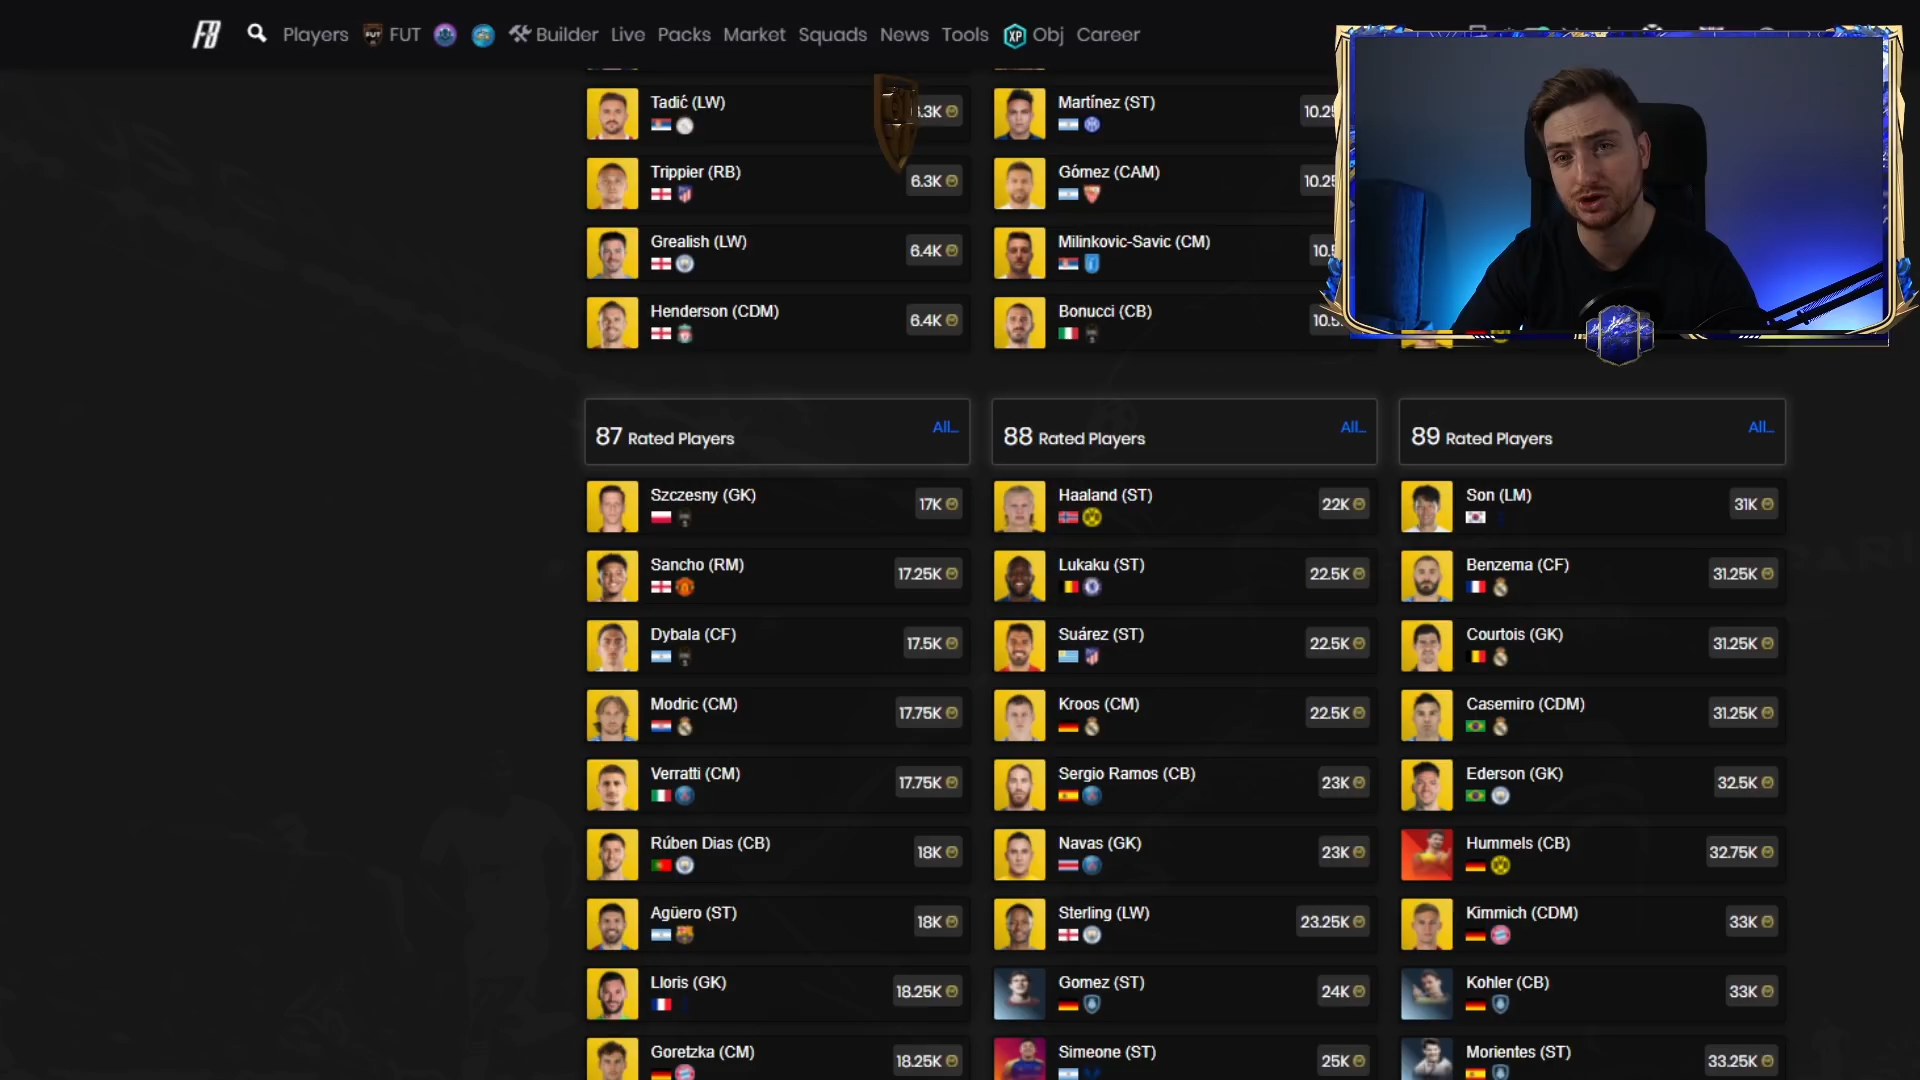 FB Players FUT Builder Live Packs Market Squads News Tools XP Obj Career
Tadić (LW)
6.3K
Trippier (RB)
6.3K
Grealish (LW)
6.4K
Henderson (CDM)
6.4K
Martínez (ST)
Gómez (CAM)
Milinkovic-Savic (CM)
Bonucci (CB)
87 Rated Players
All...
Szczesny (GK)
17K
Sancho (RM)
17.25K
Dybala (CF)
17.5K
Modric (CM)
17.75K
Verratti (CM)
17.75K
Rúben Dias (CB)
18K
Agüero (ST)
18K
Lloris (GK)
18.25K
Goretzka (CM)
18.25K
88 Rated Players
All...
Haaland (ST)
22K
Lukaku (ST)
22.5K
Suárez (ST)
22.5K
Kroos (CM)
22.5K
Sergio Ramos (CB)
23K
Navas (GK)
23K
Sterling (LW)
23.25K
Gomez (ST)
24K
Simeone (ST)
25K
89 Rated Players
All...
Son (LM)
31K
Benzema (CF)
31.25K
Courtois (GK)
31.25K
Casemiro (CDM)
31.25K
Ederson (GK)
32.5K
Hummels (CB)
32.75K
Kimmich (CDM)
33K
Kohler (CB)
33K
Morientes (ST)
33.25K